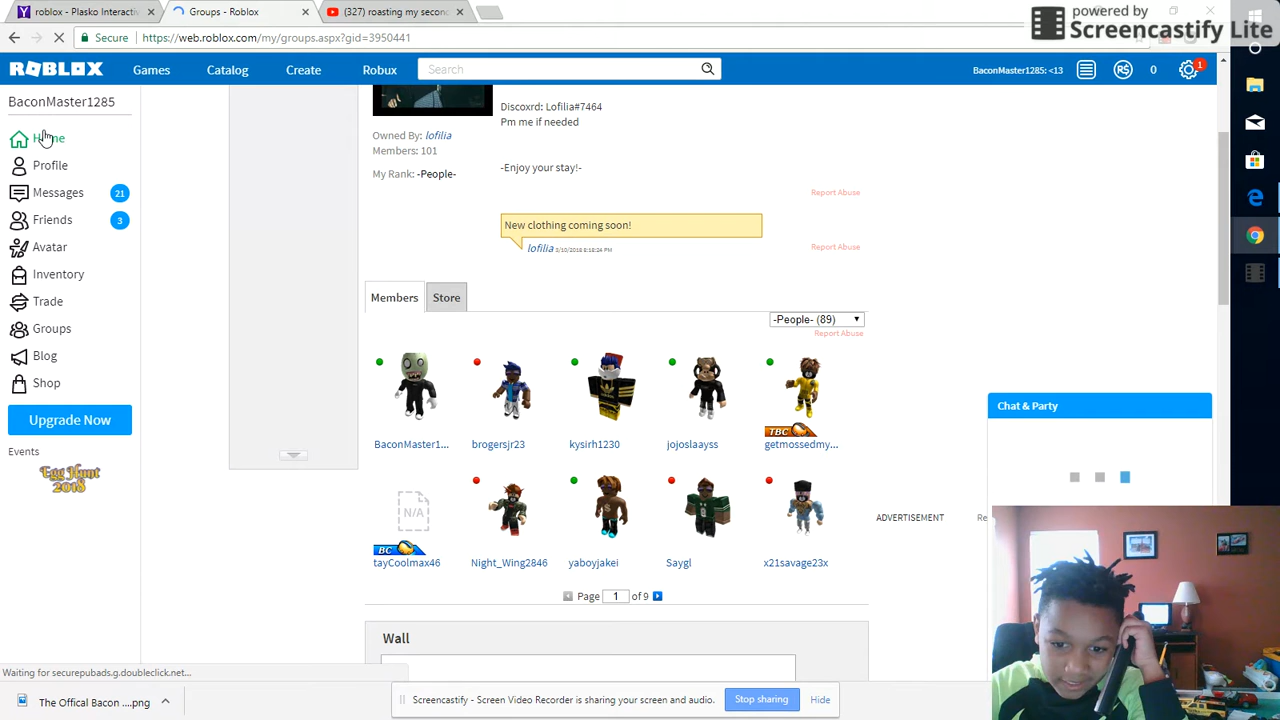 powered by
Screencastify Lite
roblox - Plasko Interactiv
Groups - Roblox
(327) roasting my second
Secure
https://web.roblox.com/my/groups.aspx?gid=3950441
ROBLOX
Games
Catalog
Create
Robux
Search
BaconMaster1285: <13
R$
0
1
BaconMaster1285
Home
Profile
Messages
21
Friends
3
Avatar
Inventory
Trade
Groups
Blog
Shop
Upgrade Now
Events
Egg Hunt
2018
Owned By: lofilia
Members: 101
My Rank: -People-
Discoxrd: Lofilia#7464
Pm me if needed
-Enjoy your stay!-
Report Abuse
New clothing coming soon!
lofilia
Report Abuse
Members
Store
-People- (89)
Report Abuse
BaconMaster1...
brogersjr23
kysirh1230
jojoslaayss
TBC
getmossedmy...
N/A
BC
tayCoolmax46
Night_Wing2846
yaboyjakei
Saygl
x21savage23x
Page 1 of 9
Wall
Chat & Party
ADVERTISEMENT
Re
Waiting for securepubads.g.doubleclick.net...
The Offical Bacon ....png
Screencastify - Screen Video Recorder is sharing your screen and audio.
Stop sharing
Hide